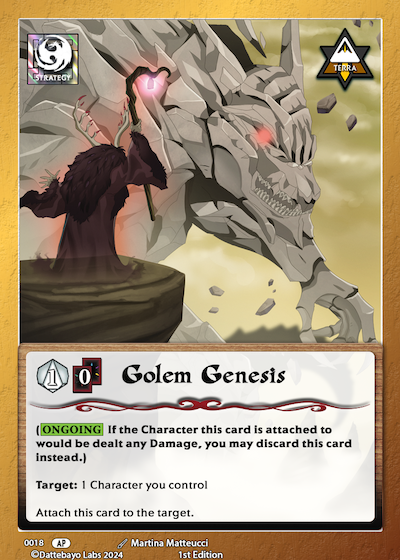 STRATEGY
TERRA
1 0 Golem Genesis
(ONGOING If the Character this card is attached to
would be dealt any Damage, you may discard this card
instead.)
Target: 1 Character you control
Attach this card to the target.
0018 AP Martina Matteucci
©Dattebayo Labs 2024 1st Edition